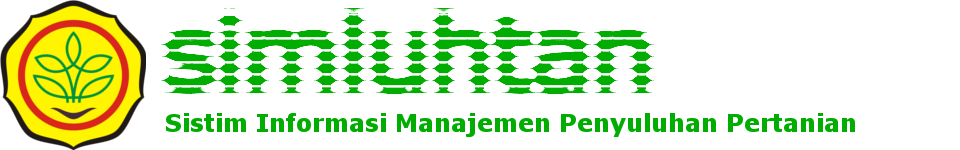 simluhtan
Sistim Informasi Manajemen Penyuluhan Pertanian